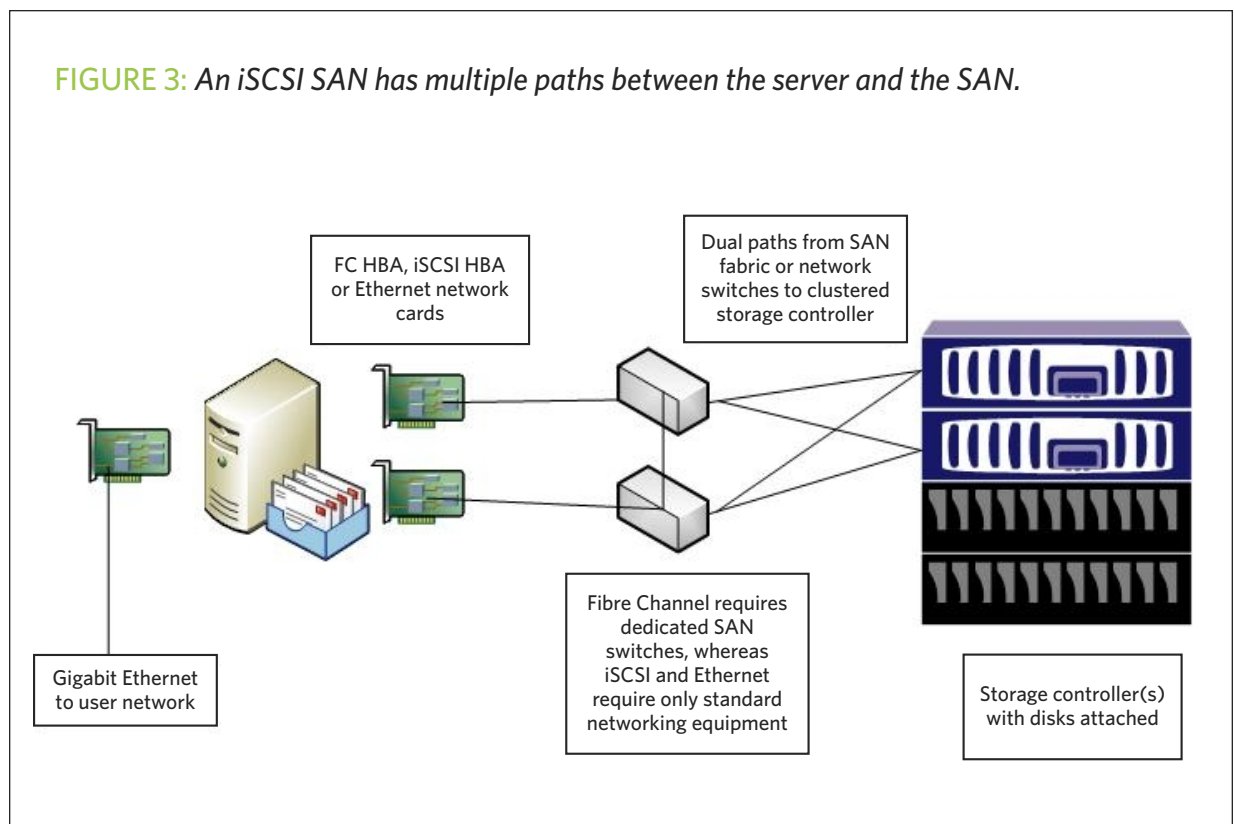 FIGURE 3: An iSCSI SAN has multiple paths between the server and the SAN.
FC HBA, iSCSI HBA
or Ethernet network
cards
Dual paths from SAN
fabric or network
switches to clustered
storage controller
Gigabit Ethernet
to user network
Fibre Channel requires
dedicated SAN
switches, whereas
iSCSI and Ethernet
require only standard
networking equipment
Storage controller(s)
with disks attached